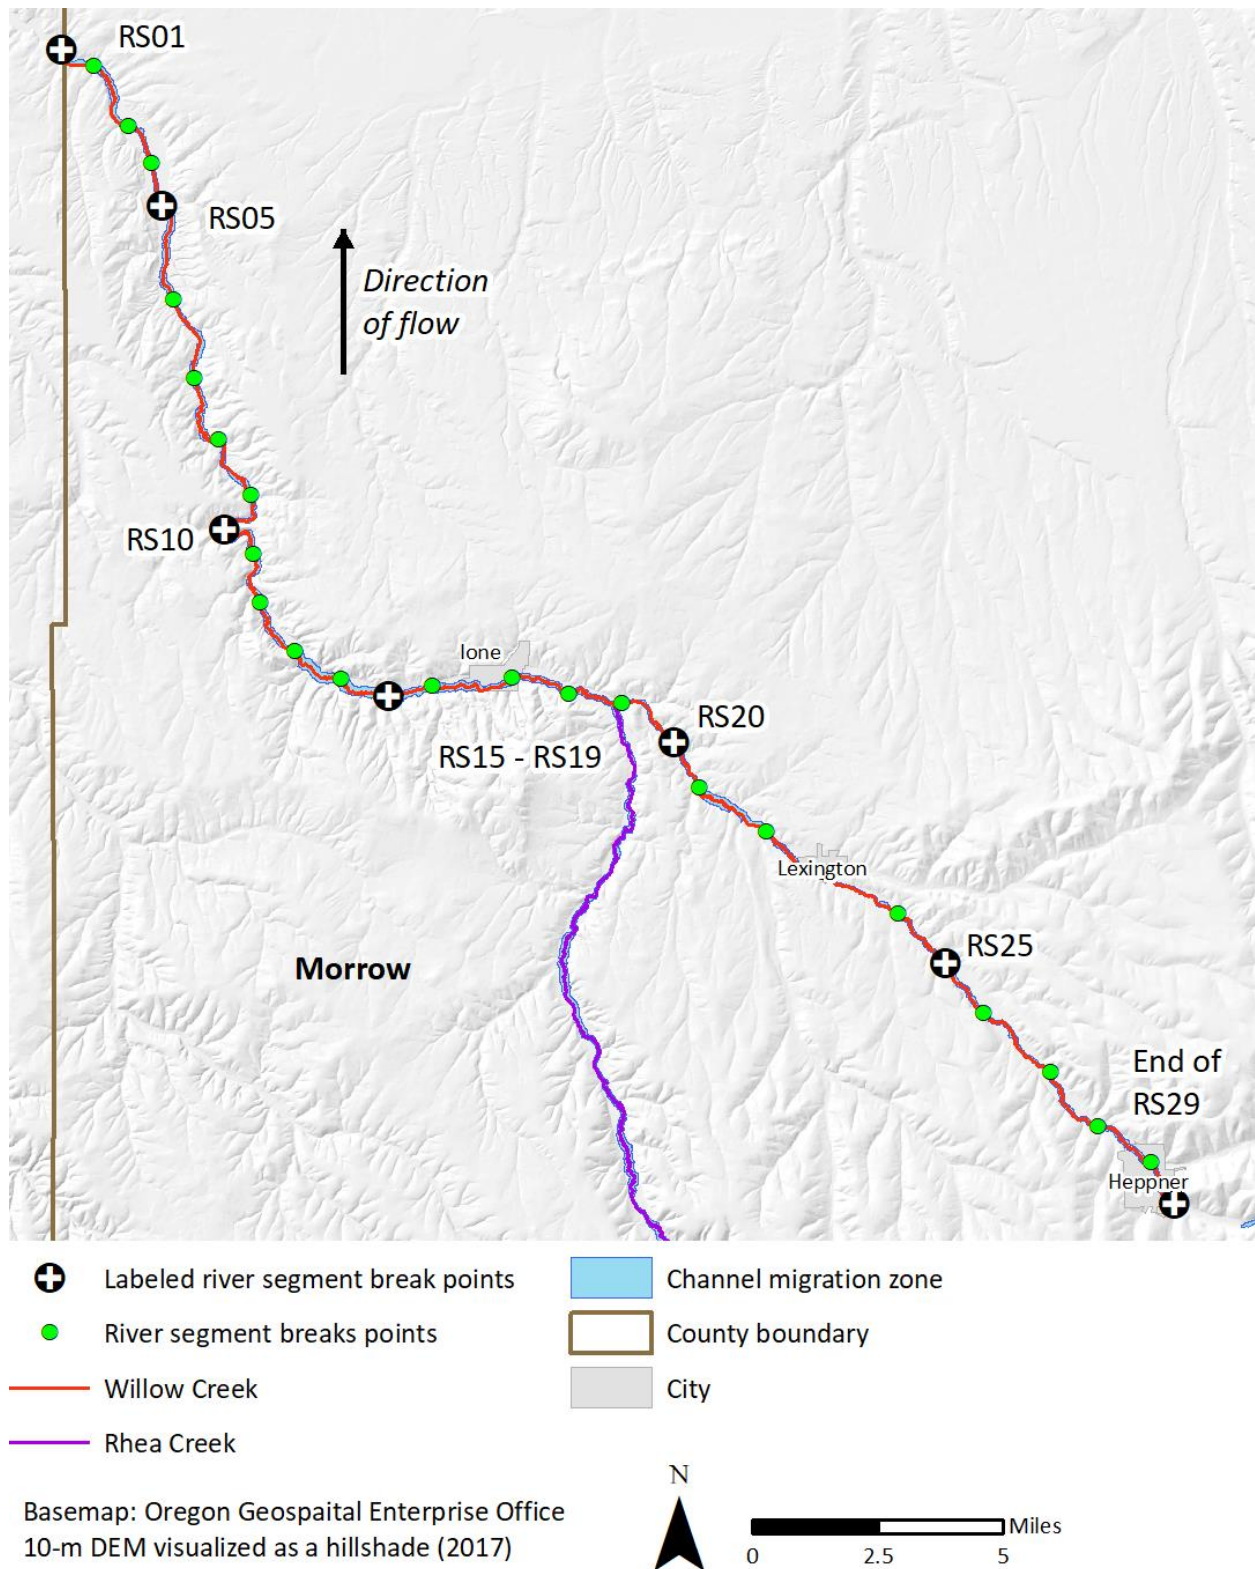 RS01
RS05
Direction
of flow
RS10
Ione
RS20
RS15 - RS19
Lexington
RS25
Morrow
End of
RS29
Heppner
Labeled river segment break points
Channel migration zone
River segment breaks points
County boundary
Willow Creek
City
Rhea Creek
N
Basemap: Oregon Geospaital Enterprise Office
10-m DEM visualized as a hillshade (2017)
Miles
0 2.5 5